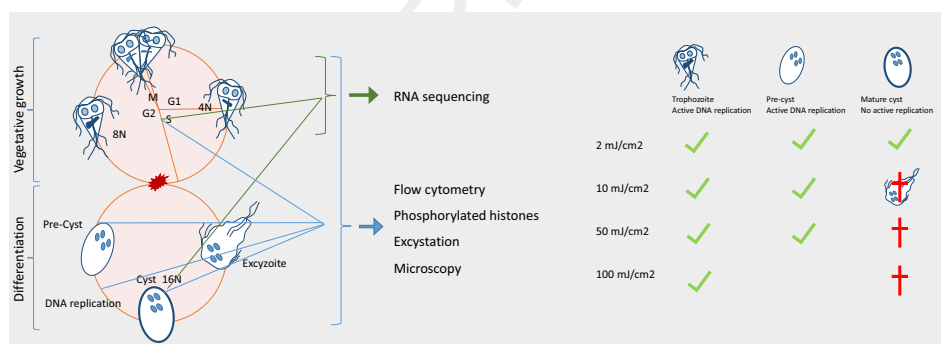 Vegetative growth
Differentiation
M
G1
4N
G2
S
8N
Pre-Cyst
Excyzoite
Cyst 16N
DNA replication
RNA sequencing
Flow cytometry
Phosphorylated histones
Excystation
Microscopy
Trophozoite
Active DNA replication
Pre-cyst
Active DNA replication
Mature cyst
No active replication
2 mJ/cm2
10 mJ/cm2
50 mJ/cm2
100 mJ/cm2